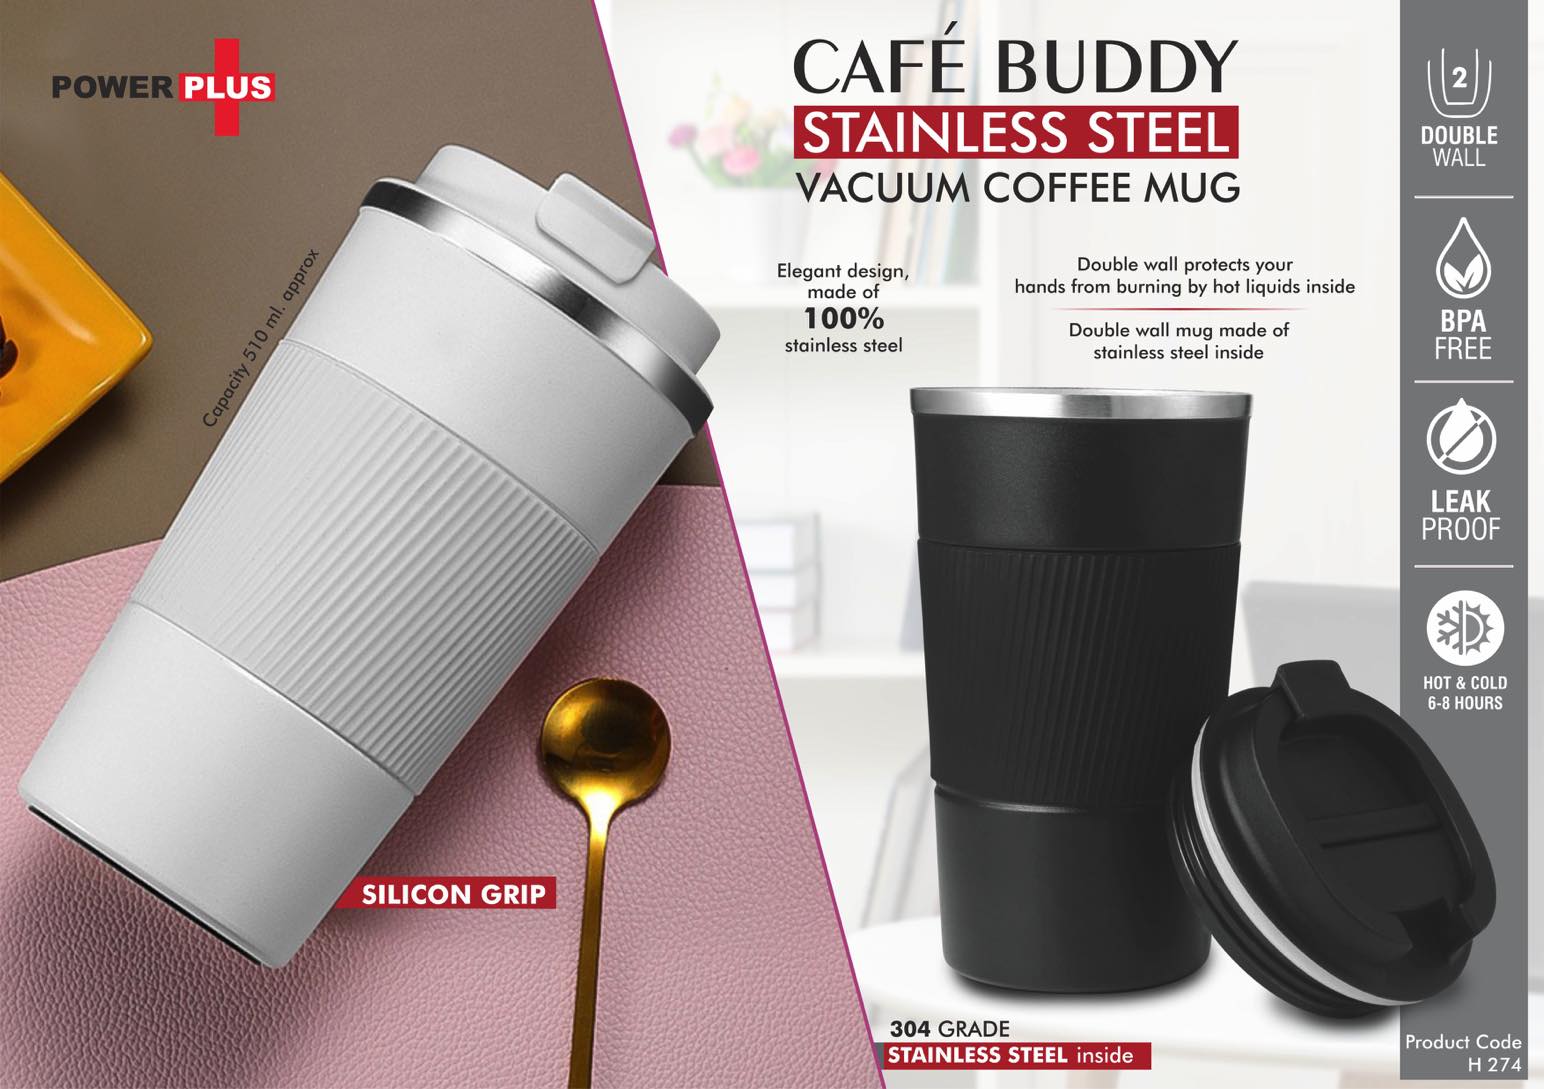 POWER PLUS
Capacity 510 ml. approx
SILICON GRIP
CAFÉ BUDDY
STAINLESS STEEL
VACUUM COFFEE MUG
Elegant design,
made of
100%
stainless steel
Double wall protects your
hands from burning by hot liquids inside
Double wall mug made of
stainless steel inside
304 GRADE
STAINLESS STEEL inside
2
DOUBLE
WALL
BPA
FREE
LEAK
PROOF
HOT & COLD
6-8 HOURS
Product Code
H 274